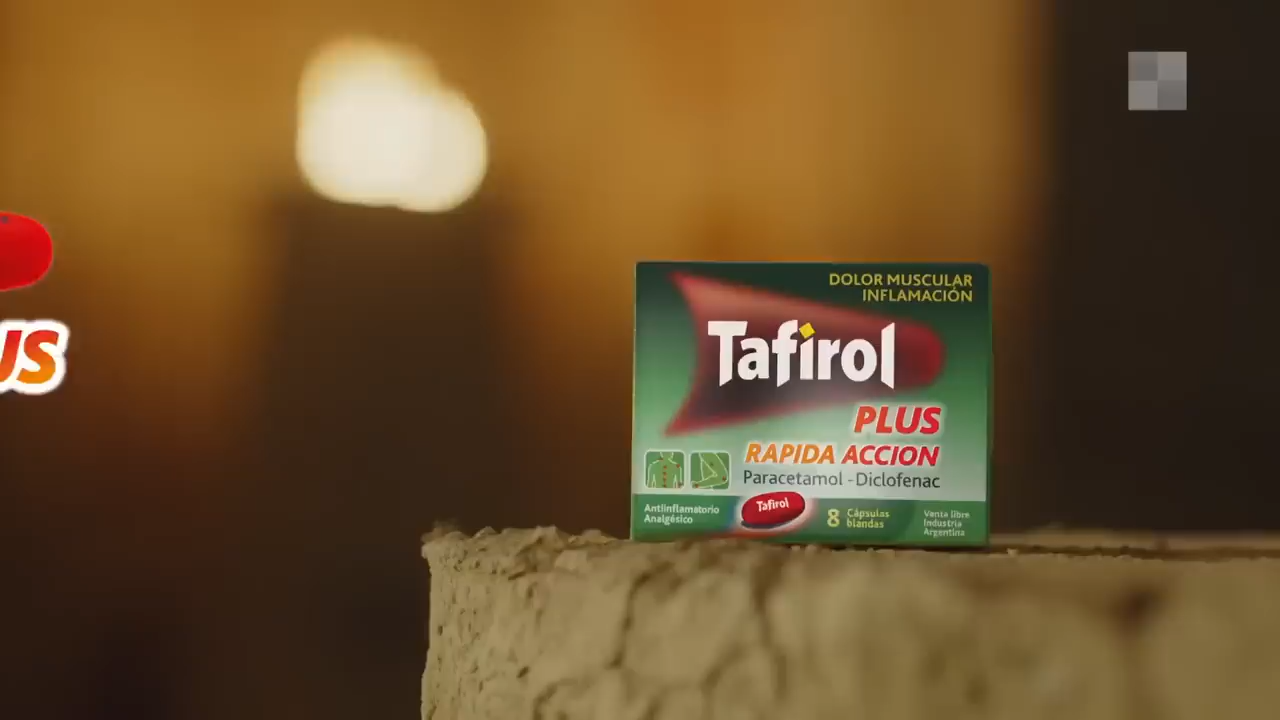 US
DOLOR MUSCULAR
INFLAMACIÓN
Tafirol
PLUS
RAPIDA ACCION
Paracetamol - Diclofenac
Antiinflamatorio
Analgésico
Tafirol
8 Cápsulas
blandas
Venta libre
Industria
Argentina